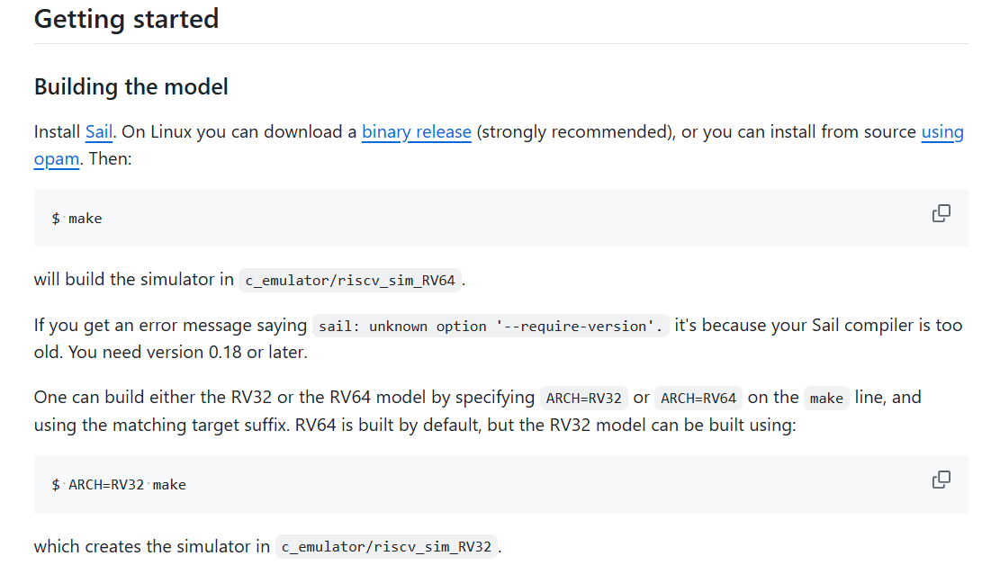 Getting started
Building the model
Install Sail. On Linux you can download a binary release (strongly recommended), or you can install from source using
opam. Then:
$ make
will build the simulator in c_emulator/riscv_sim_RV64.
If you get an error message saying sail: unknown option '--require-version'. it's because your Sail compiler is too
old. You need version 0.18 or later.
One can build either the RV32 or the RV64 model by specifying ARCH=RV32 or ARCH=RV64 on the make line, and
using the matching target suffix. RV64 is built by default, but the RV32 model can be built using:
$ ARCH=RV32 make
which creates the simulator in c_emulator/riscv_sim_RV32.